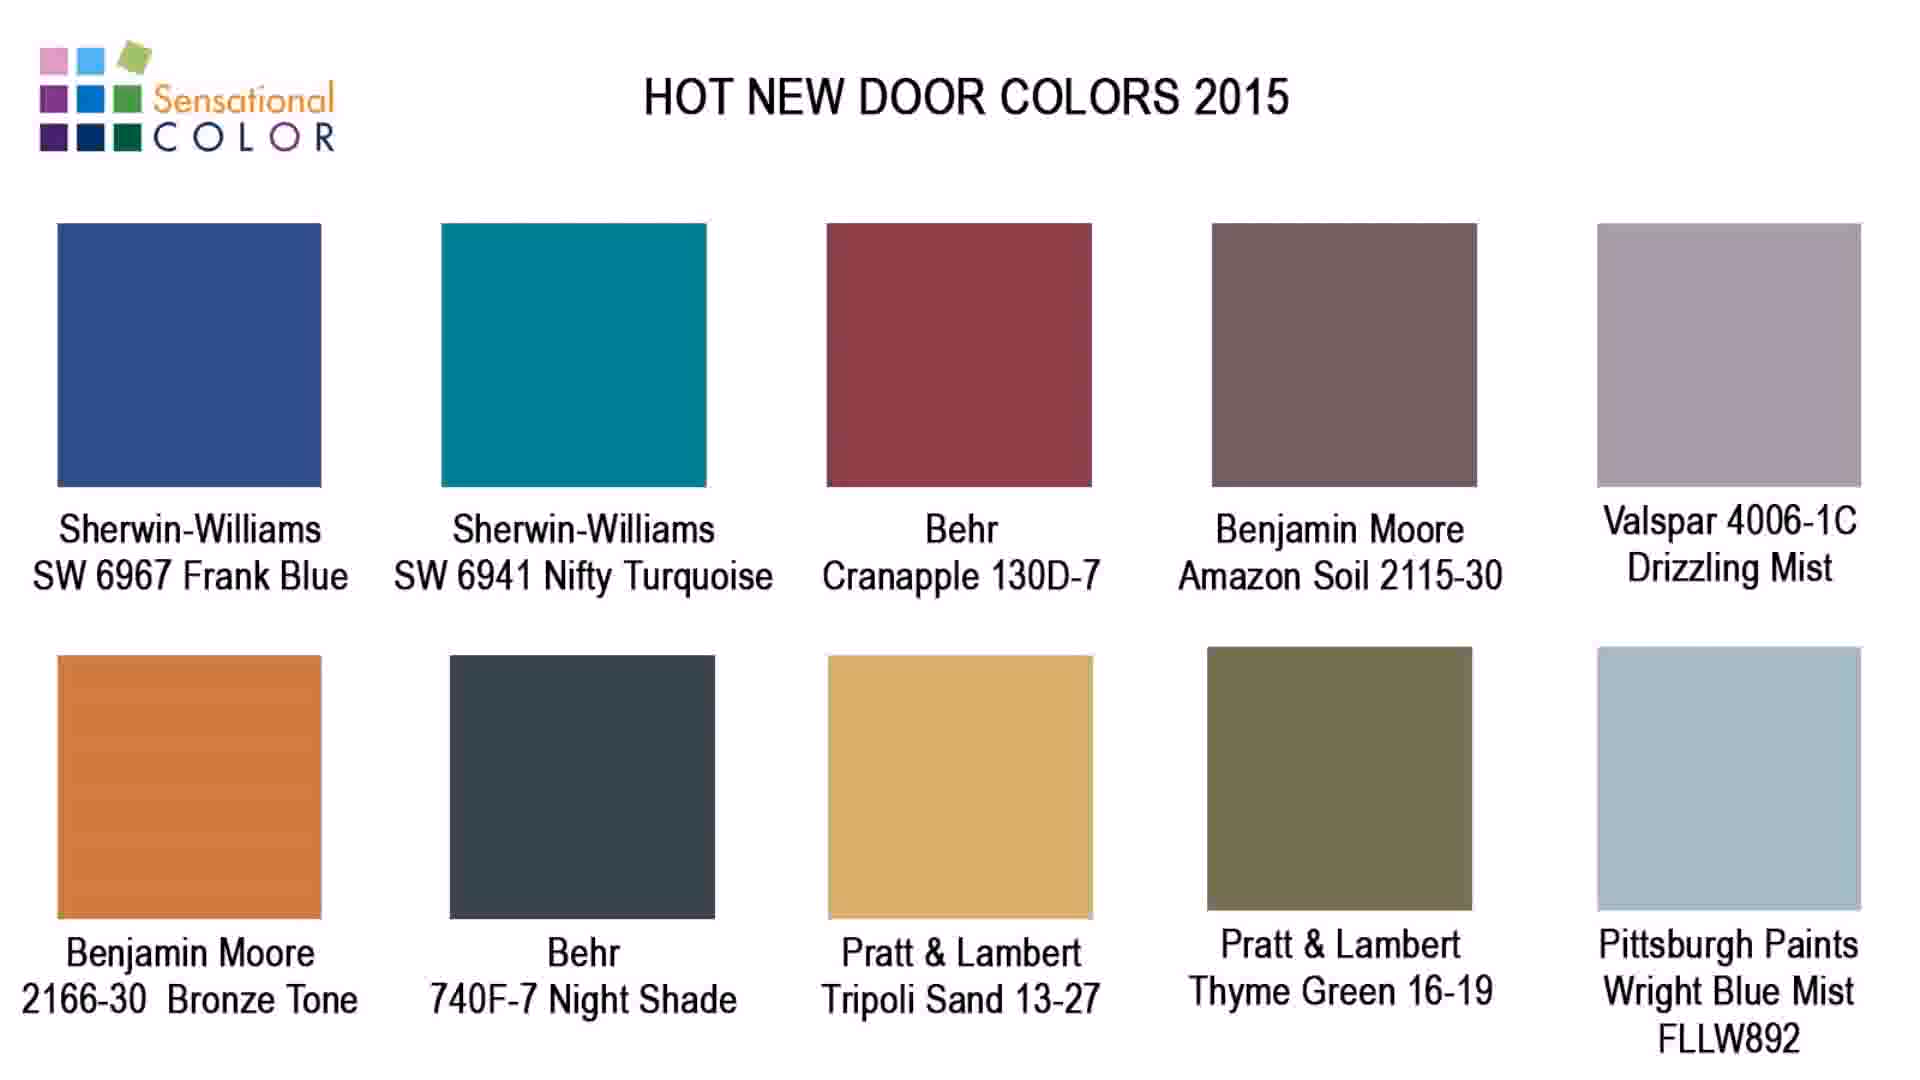 Sensational
COLOR
HOT NEW DOOR COLORS 2015
Sherwin-Williams
SW 6967 Frank Blue
Sherwin-Williams
SW 6941 Nifty Turquoise
Behr
Cranapple 130D-7
Benjamin Moore
Amazon Soil 2115-30
Valspar 4006-1C
Drizzling Mist
Benjamin Moore
2166-30 Bronze Tone
Behr
740F-7 Night Shade
Pratt & Lambert
Tripoli Sand 13-27
Pratt & Lambert
Thyme Green 16-19
Pittsburgh Paints
Wright Blue Mist
FLLW892